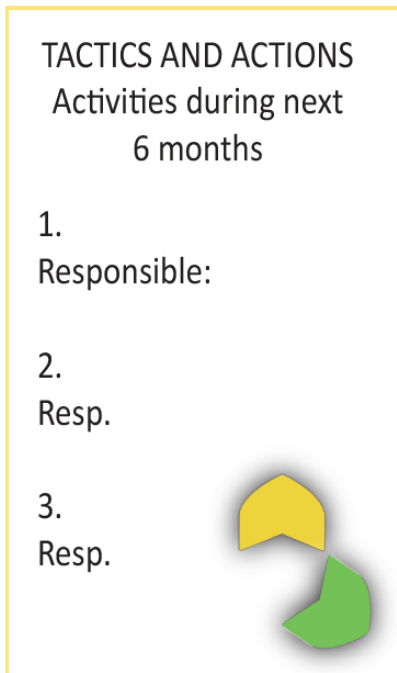 TACTICS AND ACTIONS
Activities during next
6 months
1.
Responsible:
2.
Resp.
3.
Resp.